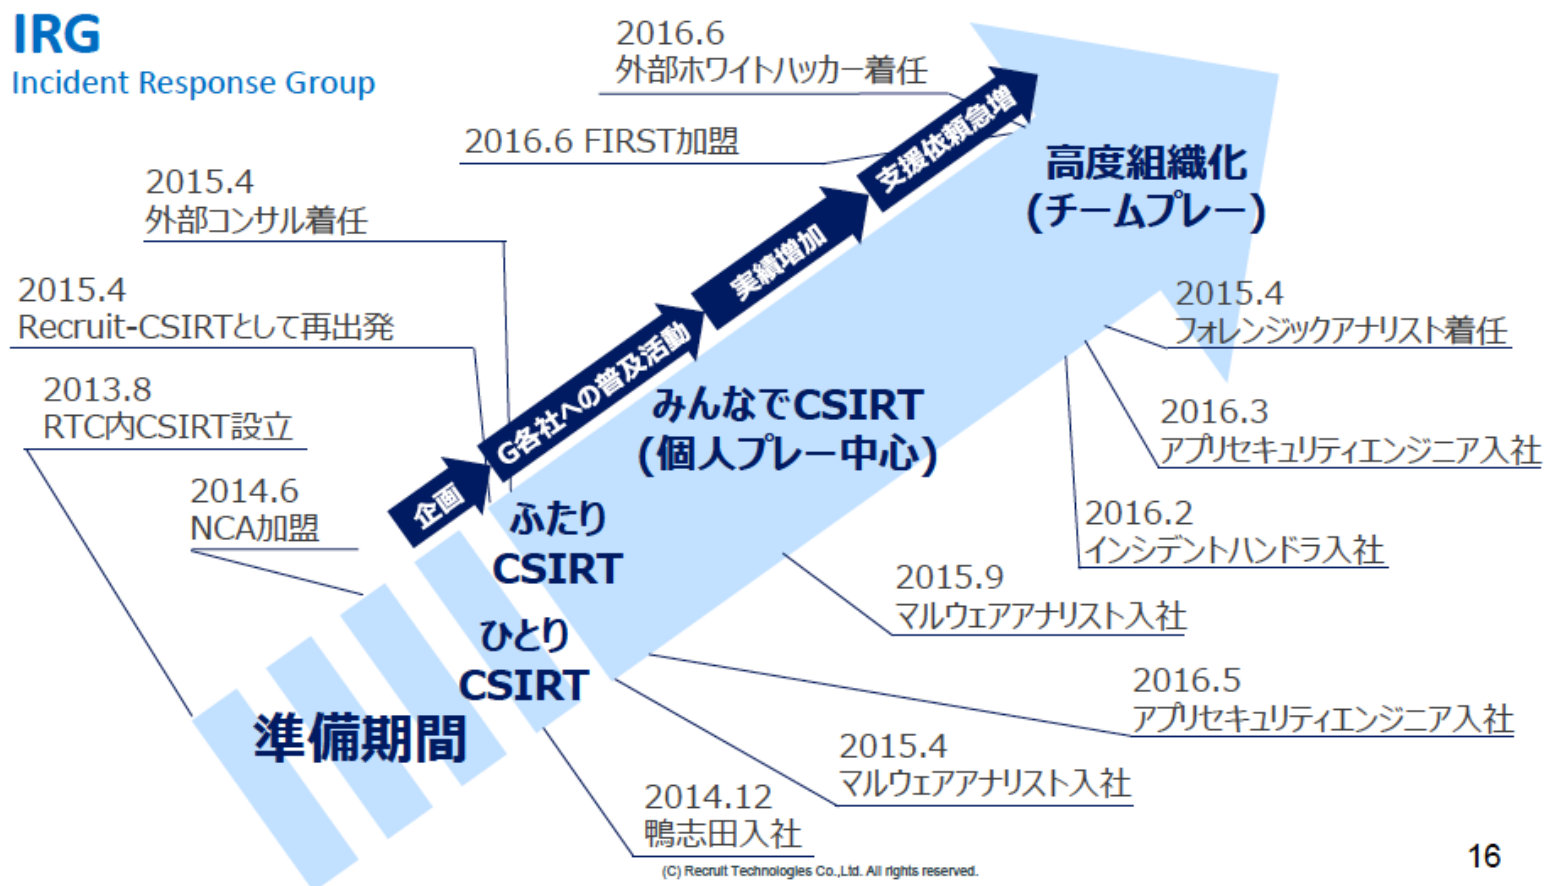 IRG
Incident Response Group
2016.6
外部ホワイトハッカー着任
2016.6 FIRST加盟
2015.4
外部コンサル着任
2015.4
Recruit-CSIRTとして再出発
2013.8
RTC内CSIRT設立
2014.6
NCA加盟
企画
G各社への普及活動
実績増加
支援依頼急増
高度組織化
(チームプレー)
みんなでCSIRT
(個人プレー中心)
ふたり
CSIRT
ひとり
CSIRT
準備期間
2015.4
フォレンジックアナリスト着任
2016.3
アプリセキュリティエンジニア入社
2016.2
インシデントハンドラ入社
2015.9
マルウェアアナリスト入社
2016.5
アプリセキュリティエンジニア入社
2015.4
マルウェアアナリスト入社
2014.12
鴨志田入社
(C) Recruit Technologies Co.,Ltd. All rights reserved.
16